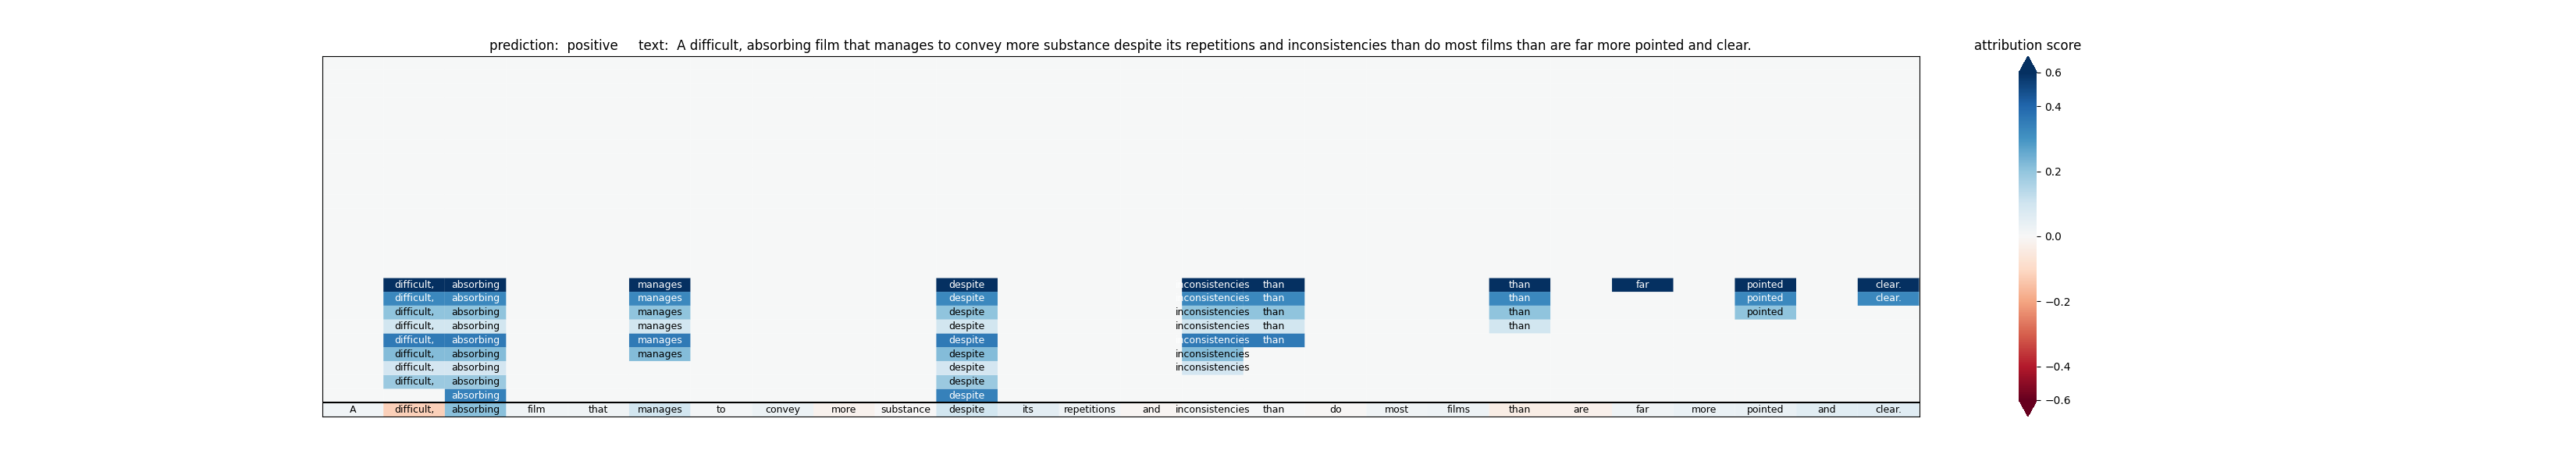 prediction: positive text: A difficult, absorbing film that manages to convey more substance despite its repetitions and inconsistencies than do most films than are far more pointed and clear.
attribution score
difficult, absorbing manages despite nconsistencies than than far pointed clear.
difficult, absorbing manages despite nconsistencies than than pointed clear.
difficult, absorbing manages despite inconsistencies than than pointed
difficult, absorbing manages despite inconsistencies than than
difficult, absorbing manages despite nconsistencies than
difficult, absorbing manages despite inconsistencies
difficult, absorbing despite inconsistencies
difficult, absorbing despite
absorbing despite
A difficult, absorbing film that manages to convey more substance despite its repetitions and inconsistencies than do most films than are far more pointed and clear.
0.6
0.4
0.2
0.0
−0.2
−0.4
−0.6